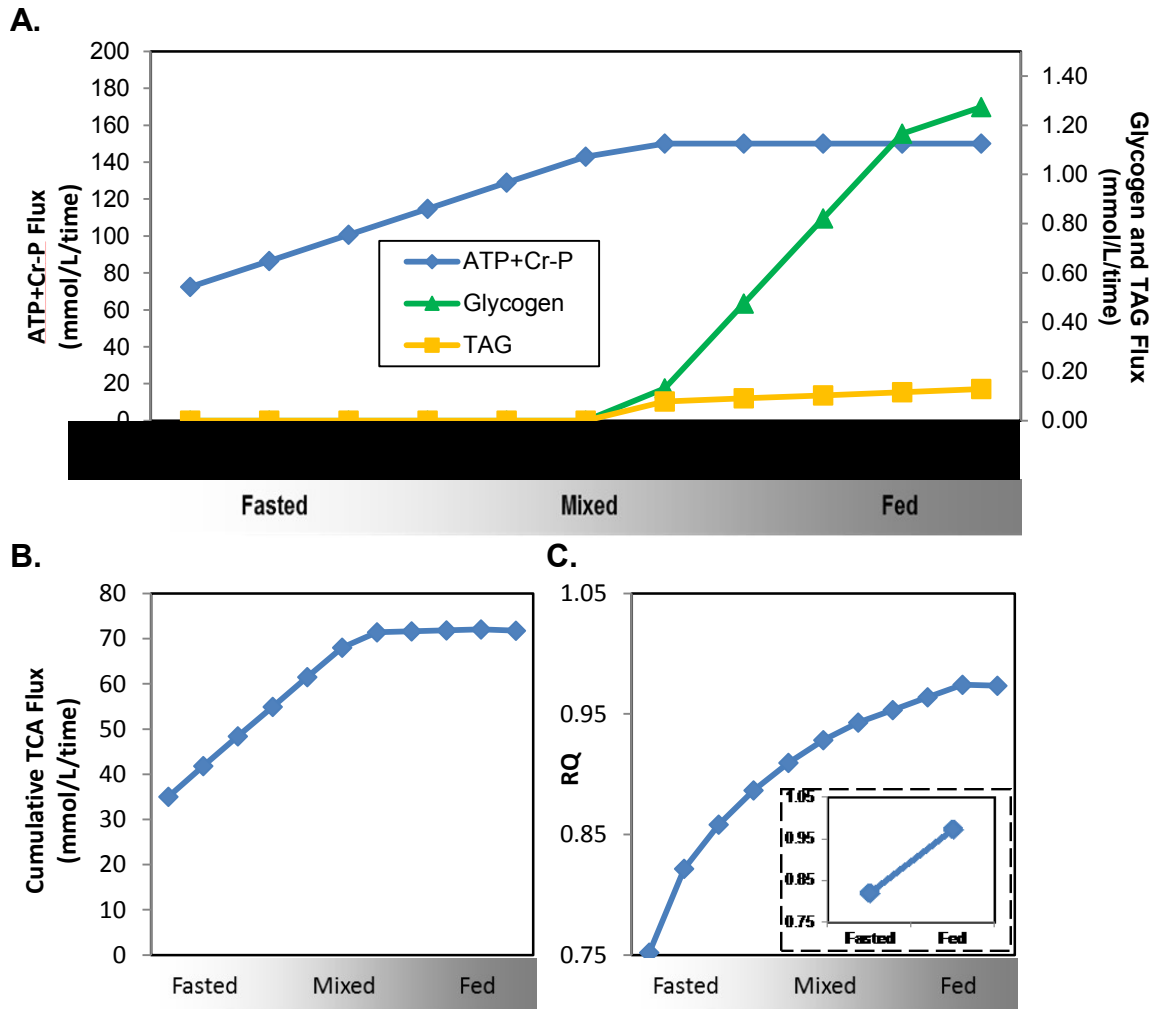 A.
200
180
160
140
120
100
80
60
40
20
0
ATP+Cr-P Flux
(mmol/L/time)
1.40
1.20
1.00
0.80
0.60
0.40
0.20
0.00
Glycogen and TAG Flux
(mmol/L/time)
ATP+Cr-P
Glycogen
TAG
Fasted Mixed Fed
B.
80
70
60
50
40
30
20
10
0
Cumulative TCA Flux
(mmol/L/time)
Fasted Mixed Fed
C.
1.05
0.95
0.85
0.75
RQ
1.05
0.95
0.85
0.75
Fasted Fed
Fasted Mixed Fed